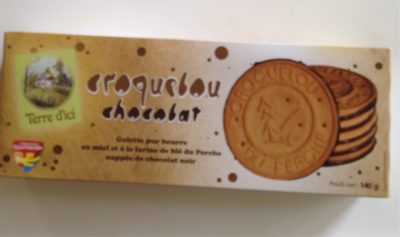 croquelou
chocolat
Terre d'ici
Galette pur beurre
au miel et à la farine de blé du Perche
nappée de chocolat noir
CROQUELOU
DU PERCHE
Poids net : 140 g